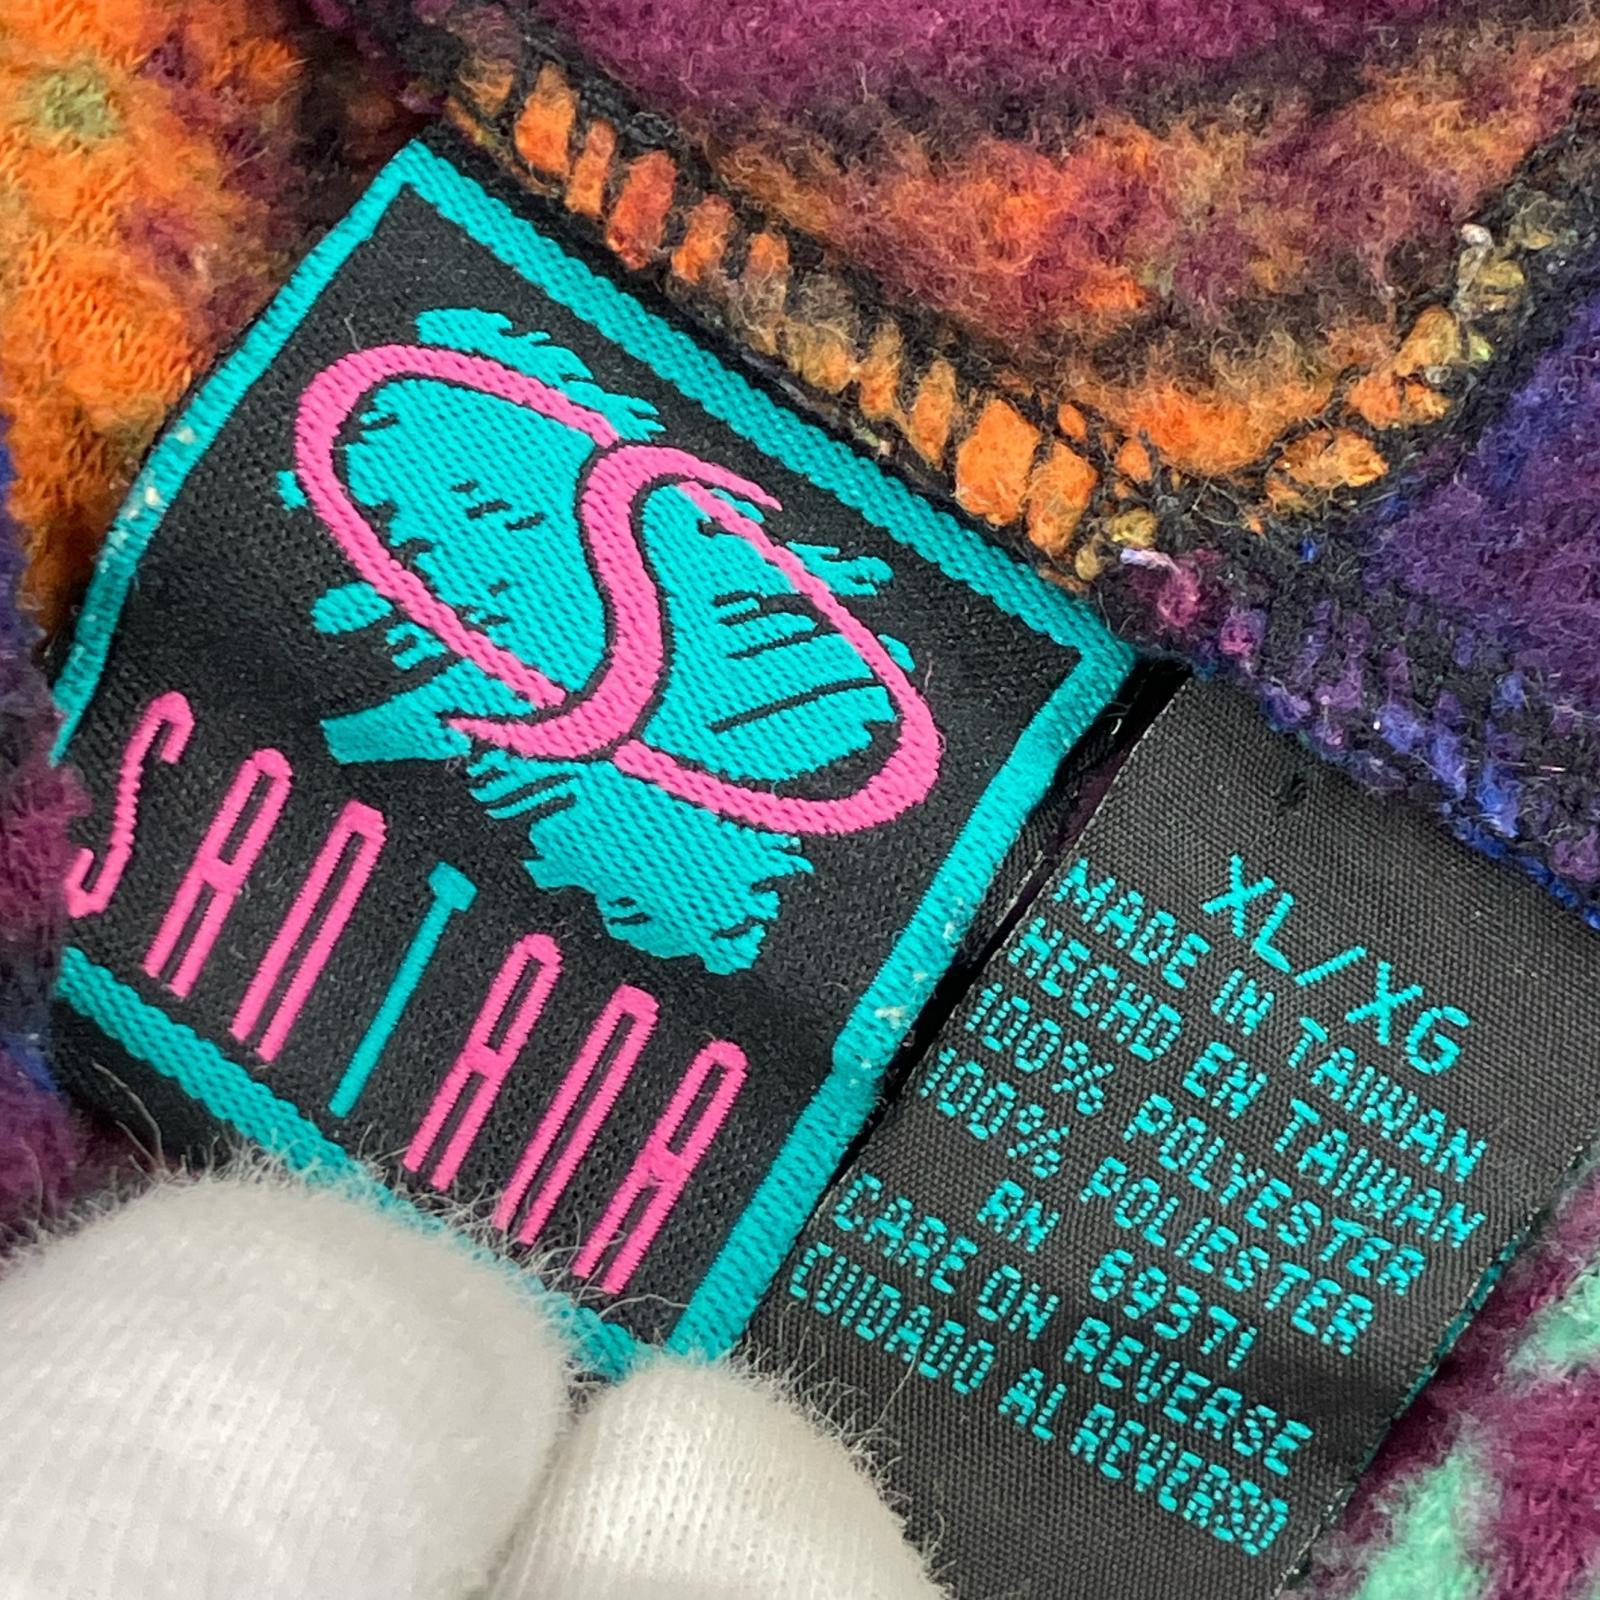 S
SANTANA
XL/XG
MADE IN TAIWAN
HECHO EN TAIWAN
100% POLYESTER
100% POLIESTER
RN 69371
CARE ON REVERSE
CUIDADO AL REVERSO